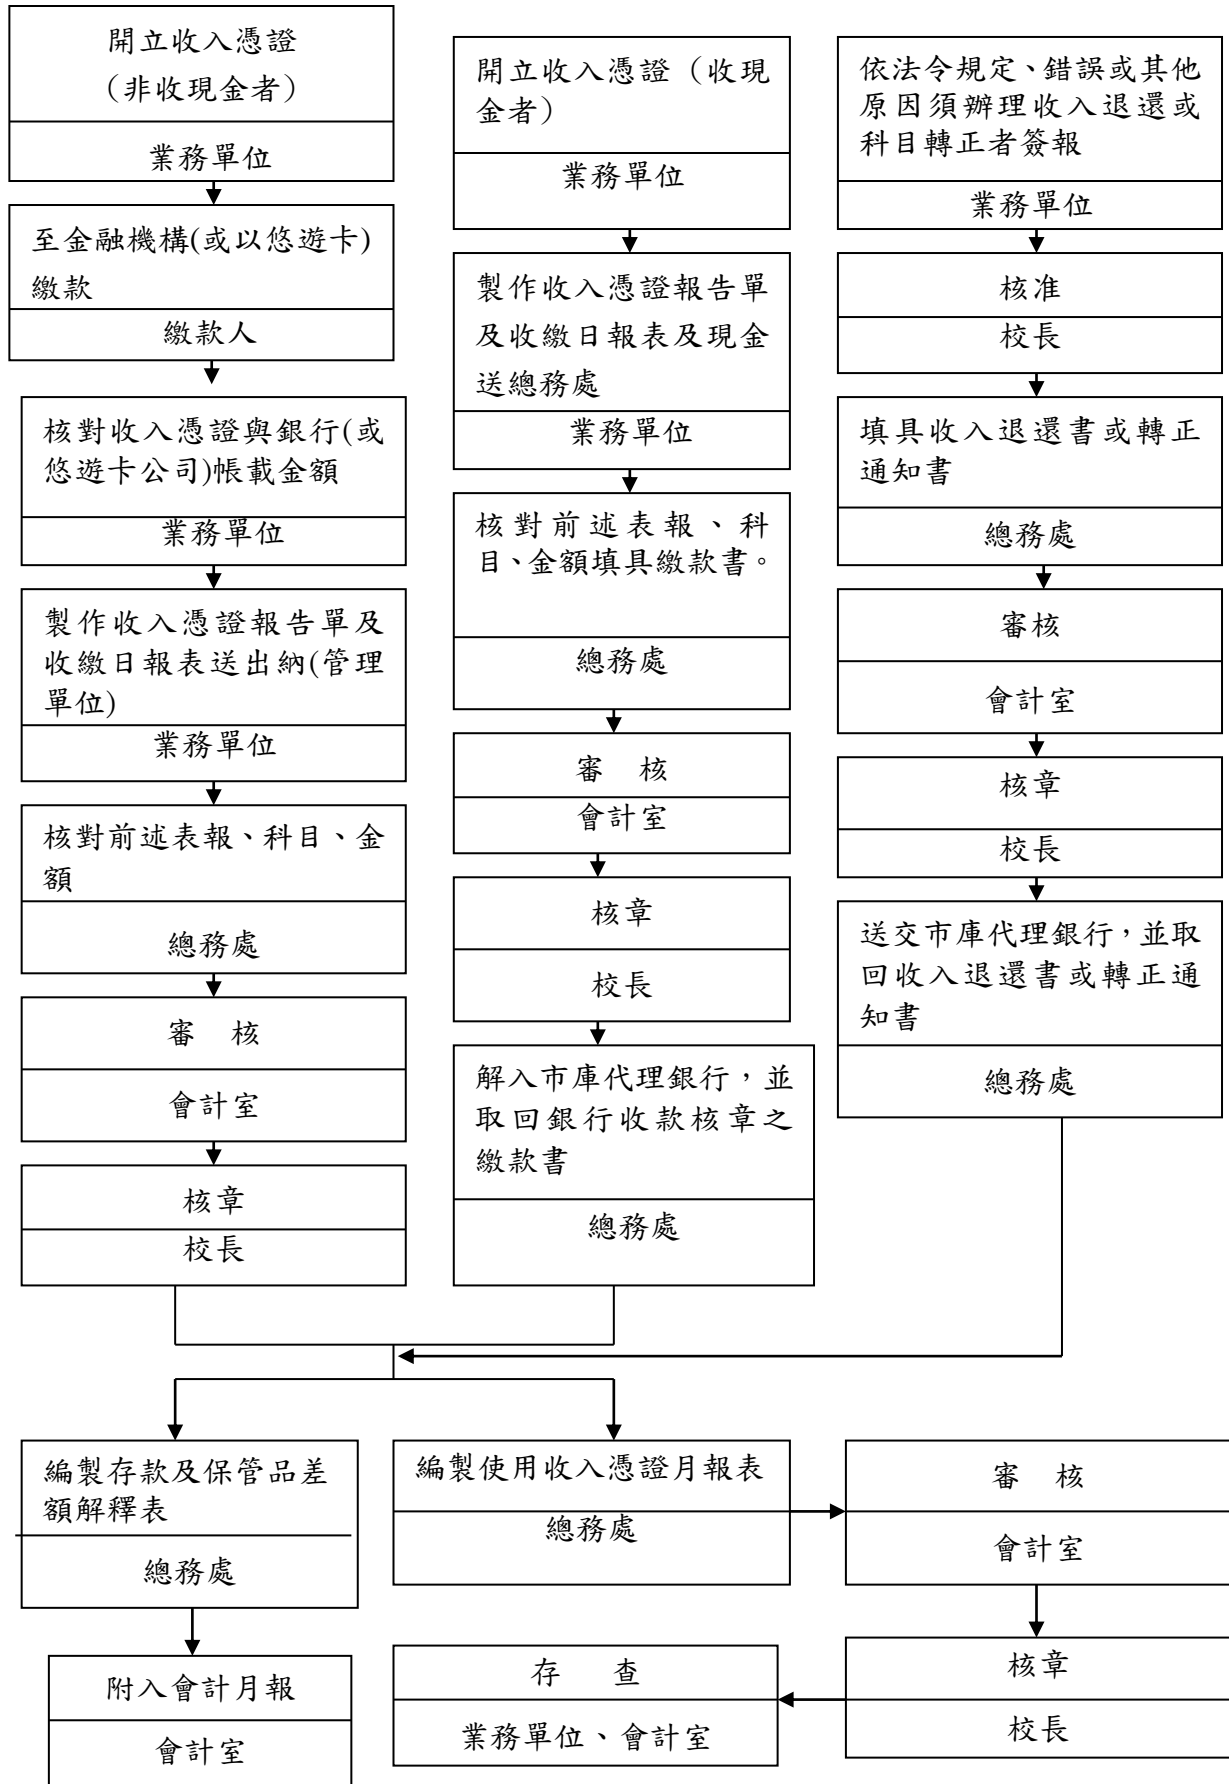 開立收入憑證
（非收現金者）
業務單位
至金融機構(或以悠遊卡)
繳款
繳款人
核對收入憑證與銀行(或
悠遊卡公司)帳載金額
業務單位
製作收入憑證報告單及
收繳日報表送出納(管理
單位)
業務單位
核對前述表報、科目、金
額
總務處
審　核
會計室
核章
校長
開立收入憑證（收現
金者）
業務單位
製作收入憑證報告單
及收繳日報表及現金
送總務處
業務單位
核對前述表報、科
目、金額填具繳款書。
總務處
審　核
會計室
核章
校長
解入市庫代理銀行，並
取回銀行收款核章之
繳款書
總務處
依法令規定、錯誤或其他
原因須辦理收入退還或
科目轉正者簽報
業務單位
核准
校長
填具收入退還書或轉正
通知書
總務處
審核
會計室
核章
校長
送交市庫代理銀行，並取
回收入退還書或轉正通
知書
總務處
編製存款及保管品差
額解釋表
總務處
附入會計月報
會計室
編製使用收入憑證月報表
總務處
審　核
會計室
核章
校長
存　查
業務單位、會計室